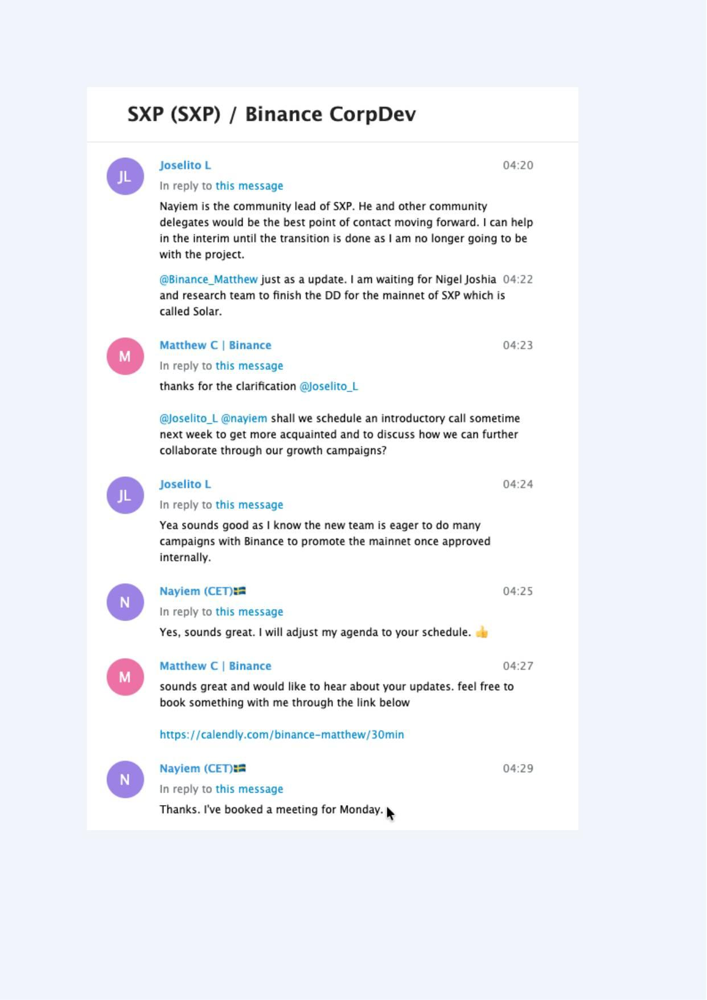 SXP (SXP) / Binance CorpDev
JL
Joselito L 04:20
In reply to this message
Nayiem is the community lead of SXP. He and other community
delegates would be the best point of contact moving forward. I can help
in the interim until the transition is done as I am no longer going to be
with the project.
@Binance_Matthew just as a update. I am waiting for Nigel Joshia 04:22
and research team to finish the DD for the mainnet of SXP which is
called Solar.
M
Matthew C | Binance 04:23
In reply to this message
thanks for the clarification @Joselito_L
@Joselito_L @nayiem shall we schedule an introductory call sometime
next week to get more acquainted and to discuss how we can further
collaborate through our growth campaigns?
JL
Joselito L 04:24
In reply to this message
Yea sounds good as I know the new team is eager to do many
campaigns with Binance to promote the mainnet once approved
internally.
N
Nayiem (CET)🇸🇪 04:25
In reply to this message
Yes, sounds great. I will adjust my agenda to your schedule. 👍
M
Matthew C | Binance 04:27
sounds great and would like to hear about your updates. feel free to
book something with me through the link below
https://calendly.com/binance-matthew/30min
N
Nayiem (CET)🇸🇪 04:29
In reply to this message
Thanks. I've booked a meeting for Monday.